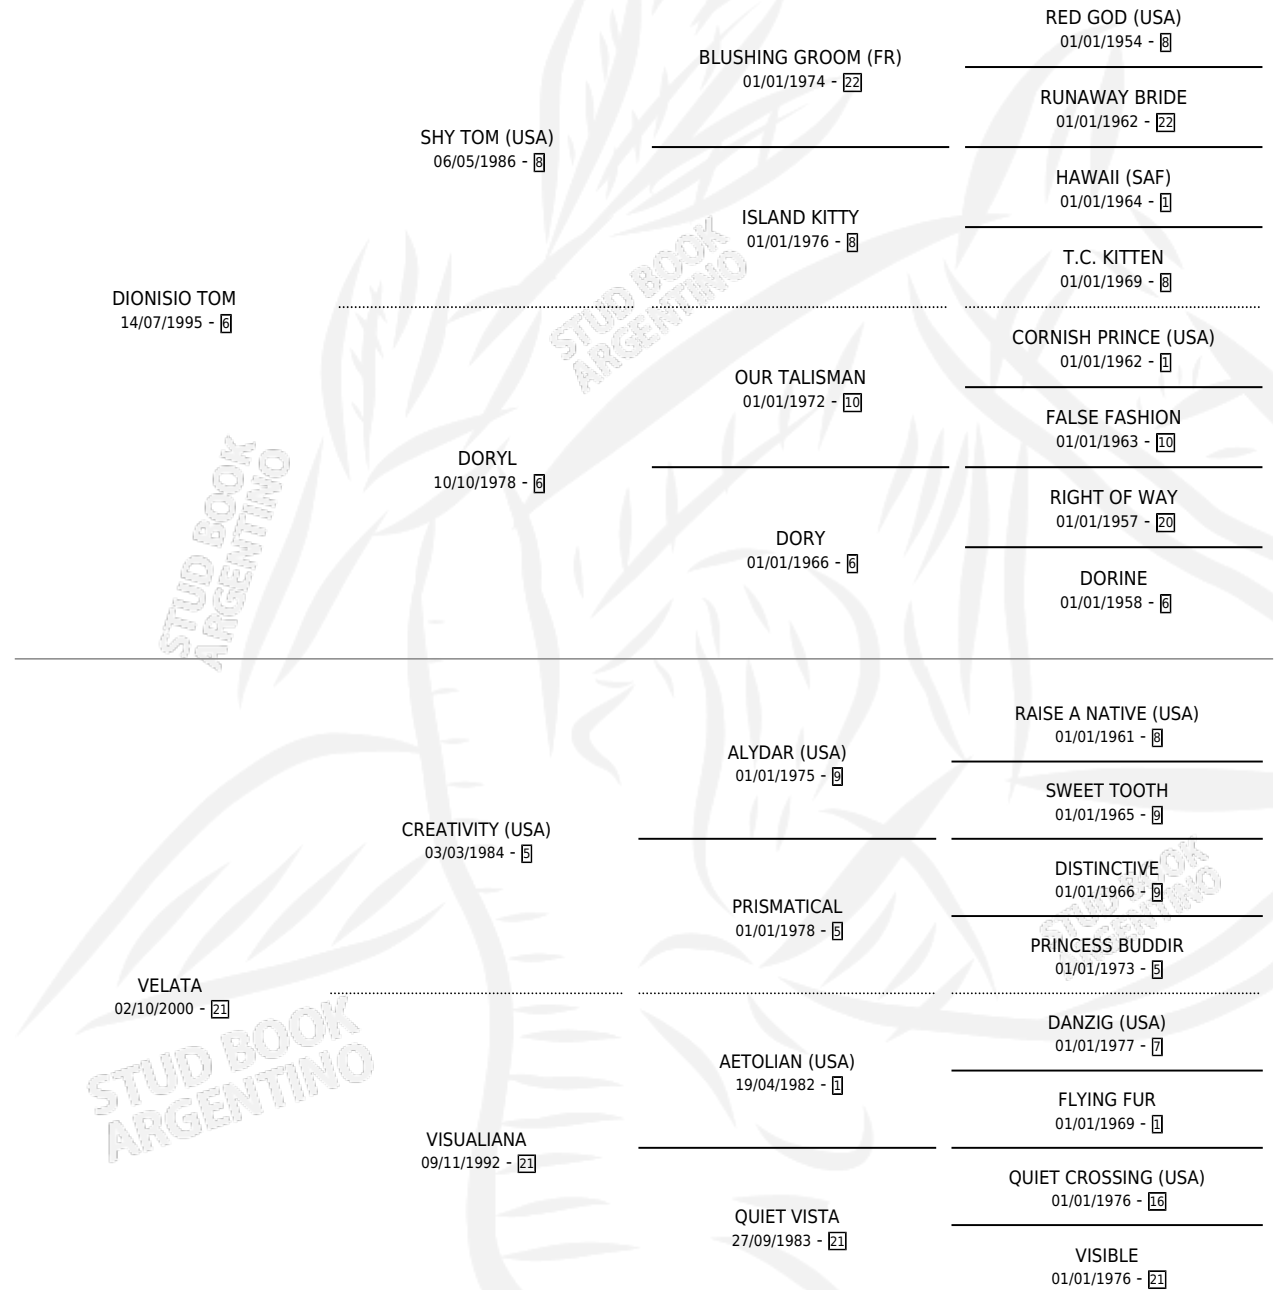 RED GOD (USA)
01/01/1954 - 8
BLUSHING GROOM (FR)
01/01/1974 - 22
RUNAWAY BRIDE
01/01/1962 - 22
SHY TOM (USA)
06/05/1986 - 8
HAWAII (SAF)
01/01/1964 - 1
ISLAND KITTY
01/01/1976 - 8
T.C. KITTEN
01/01/1969 - 8
DIONISIO TOM
14/07/1995 - 6
CORNISH PRINCE (USA)
01/01/1962 - 1
OUR TALISMAN
01/01/1972 - 10
FALSE FASHION
01/01/1963 - 10
DORYL
10/10/1978 - 6
RIGHT OF WAY
01/01/1957 - 20
DORY
01/01/1966 - 6
DORINE
01/01/1958 - 6
RAISE A NATIVE (USA)
01/01/1961 - 8
ALYDAR (USA)
01/01/1975 - 9
SWEET TOOTH
01/01/1965 - 9
CREATIVITY (USA)
03/03/1984 - 5
DISTINCTIVE
01/01/1966 - 9
PRISMATICAL
01/01/1978 - 5
PRINCESS BUDDIR
01/01/1973 - 5
VELATA
02/10/2000 - 21
DANZIG (USA)
01/01/1977 - 7
AETOLIAN (USA)
19/04/1982 - 1
FLYING FUR
01/01/1969 - 1
VISUALIANA
09/11/1992 - 21
QUIET CROSSING (USA)
01/01/1976 - 16
QUIET VISTA
27/09/1983 - 21
VISIBLE
01/01/1976 - 21
STUD BOOK
ARGENTINO
STUD BOOK
ARGENTINO
STUD BOOK
ARGENTINO
STUD BOOK
ARGENTINO